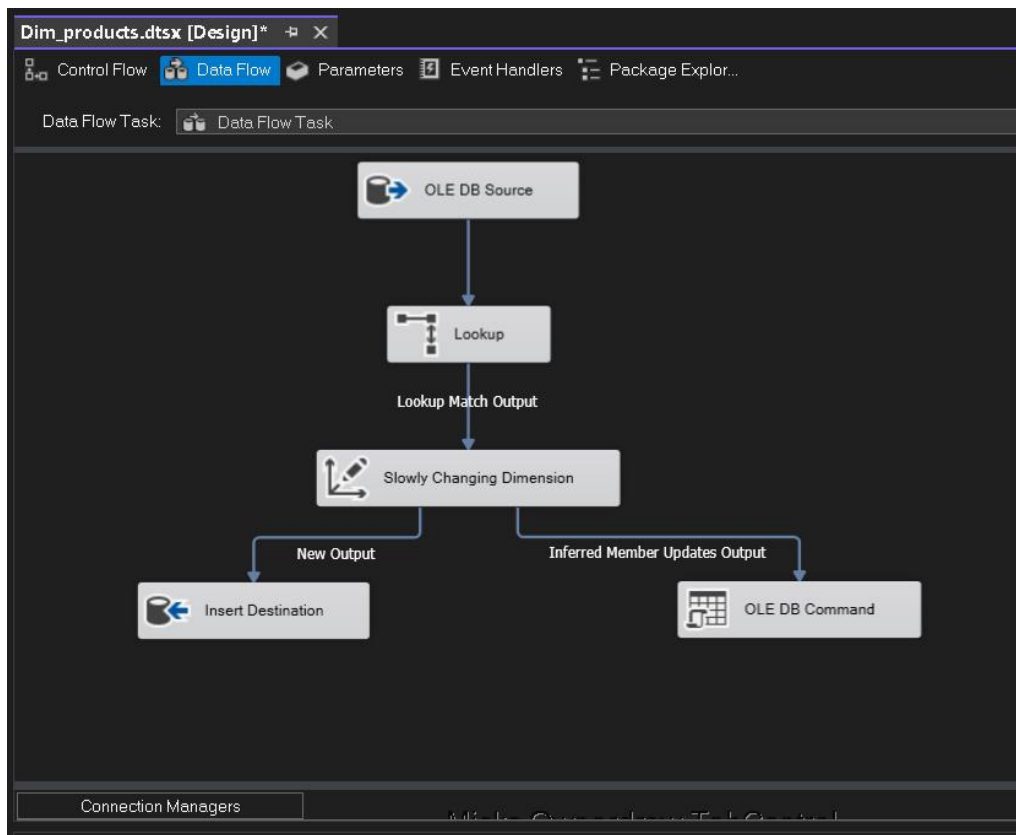 Dim_products.dtsx [Design]*
Control Flow Data Flow Parameters Event Handlers Package Explor...
Data Flow Task: Data Flow Task
OLE DB Source
Lookup
Lookup Match Output
Slowly Changing Dimension
New Output Inferred Member Updates Output
Insert Destination OLE DB Command
Connection Managers